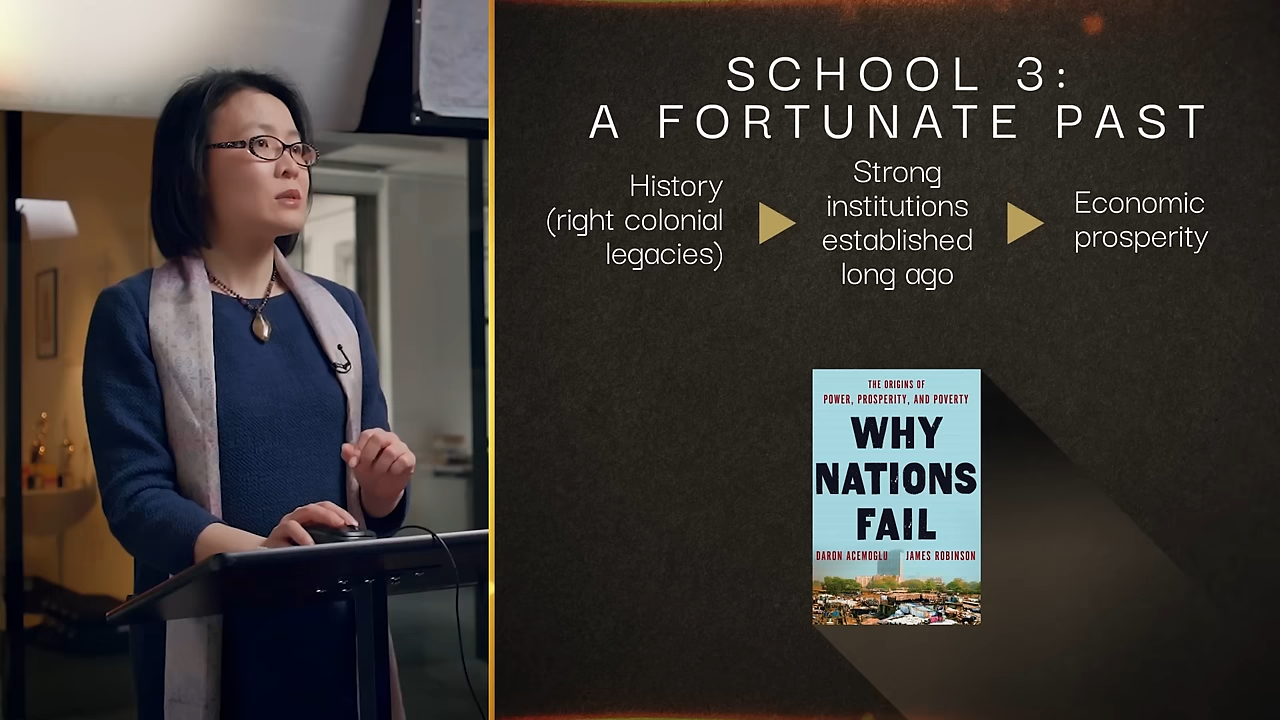 SCHOOL 3:
A FORTUNATE PAST
History
(right colonial
legacies)
Strong
institutions
established
long ago
Economic
prosperity
THE ORIGINS OF
POWER, PROSPERITY, AND POVERTY
WHY
NATIONS
FAIL
DARON ACEMOGLU JAMES ROBINSON